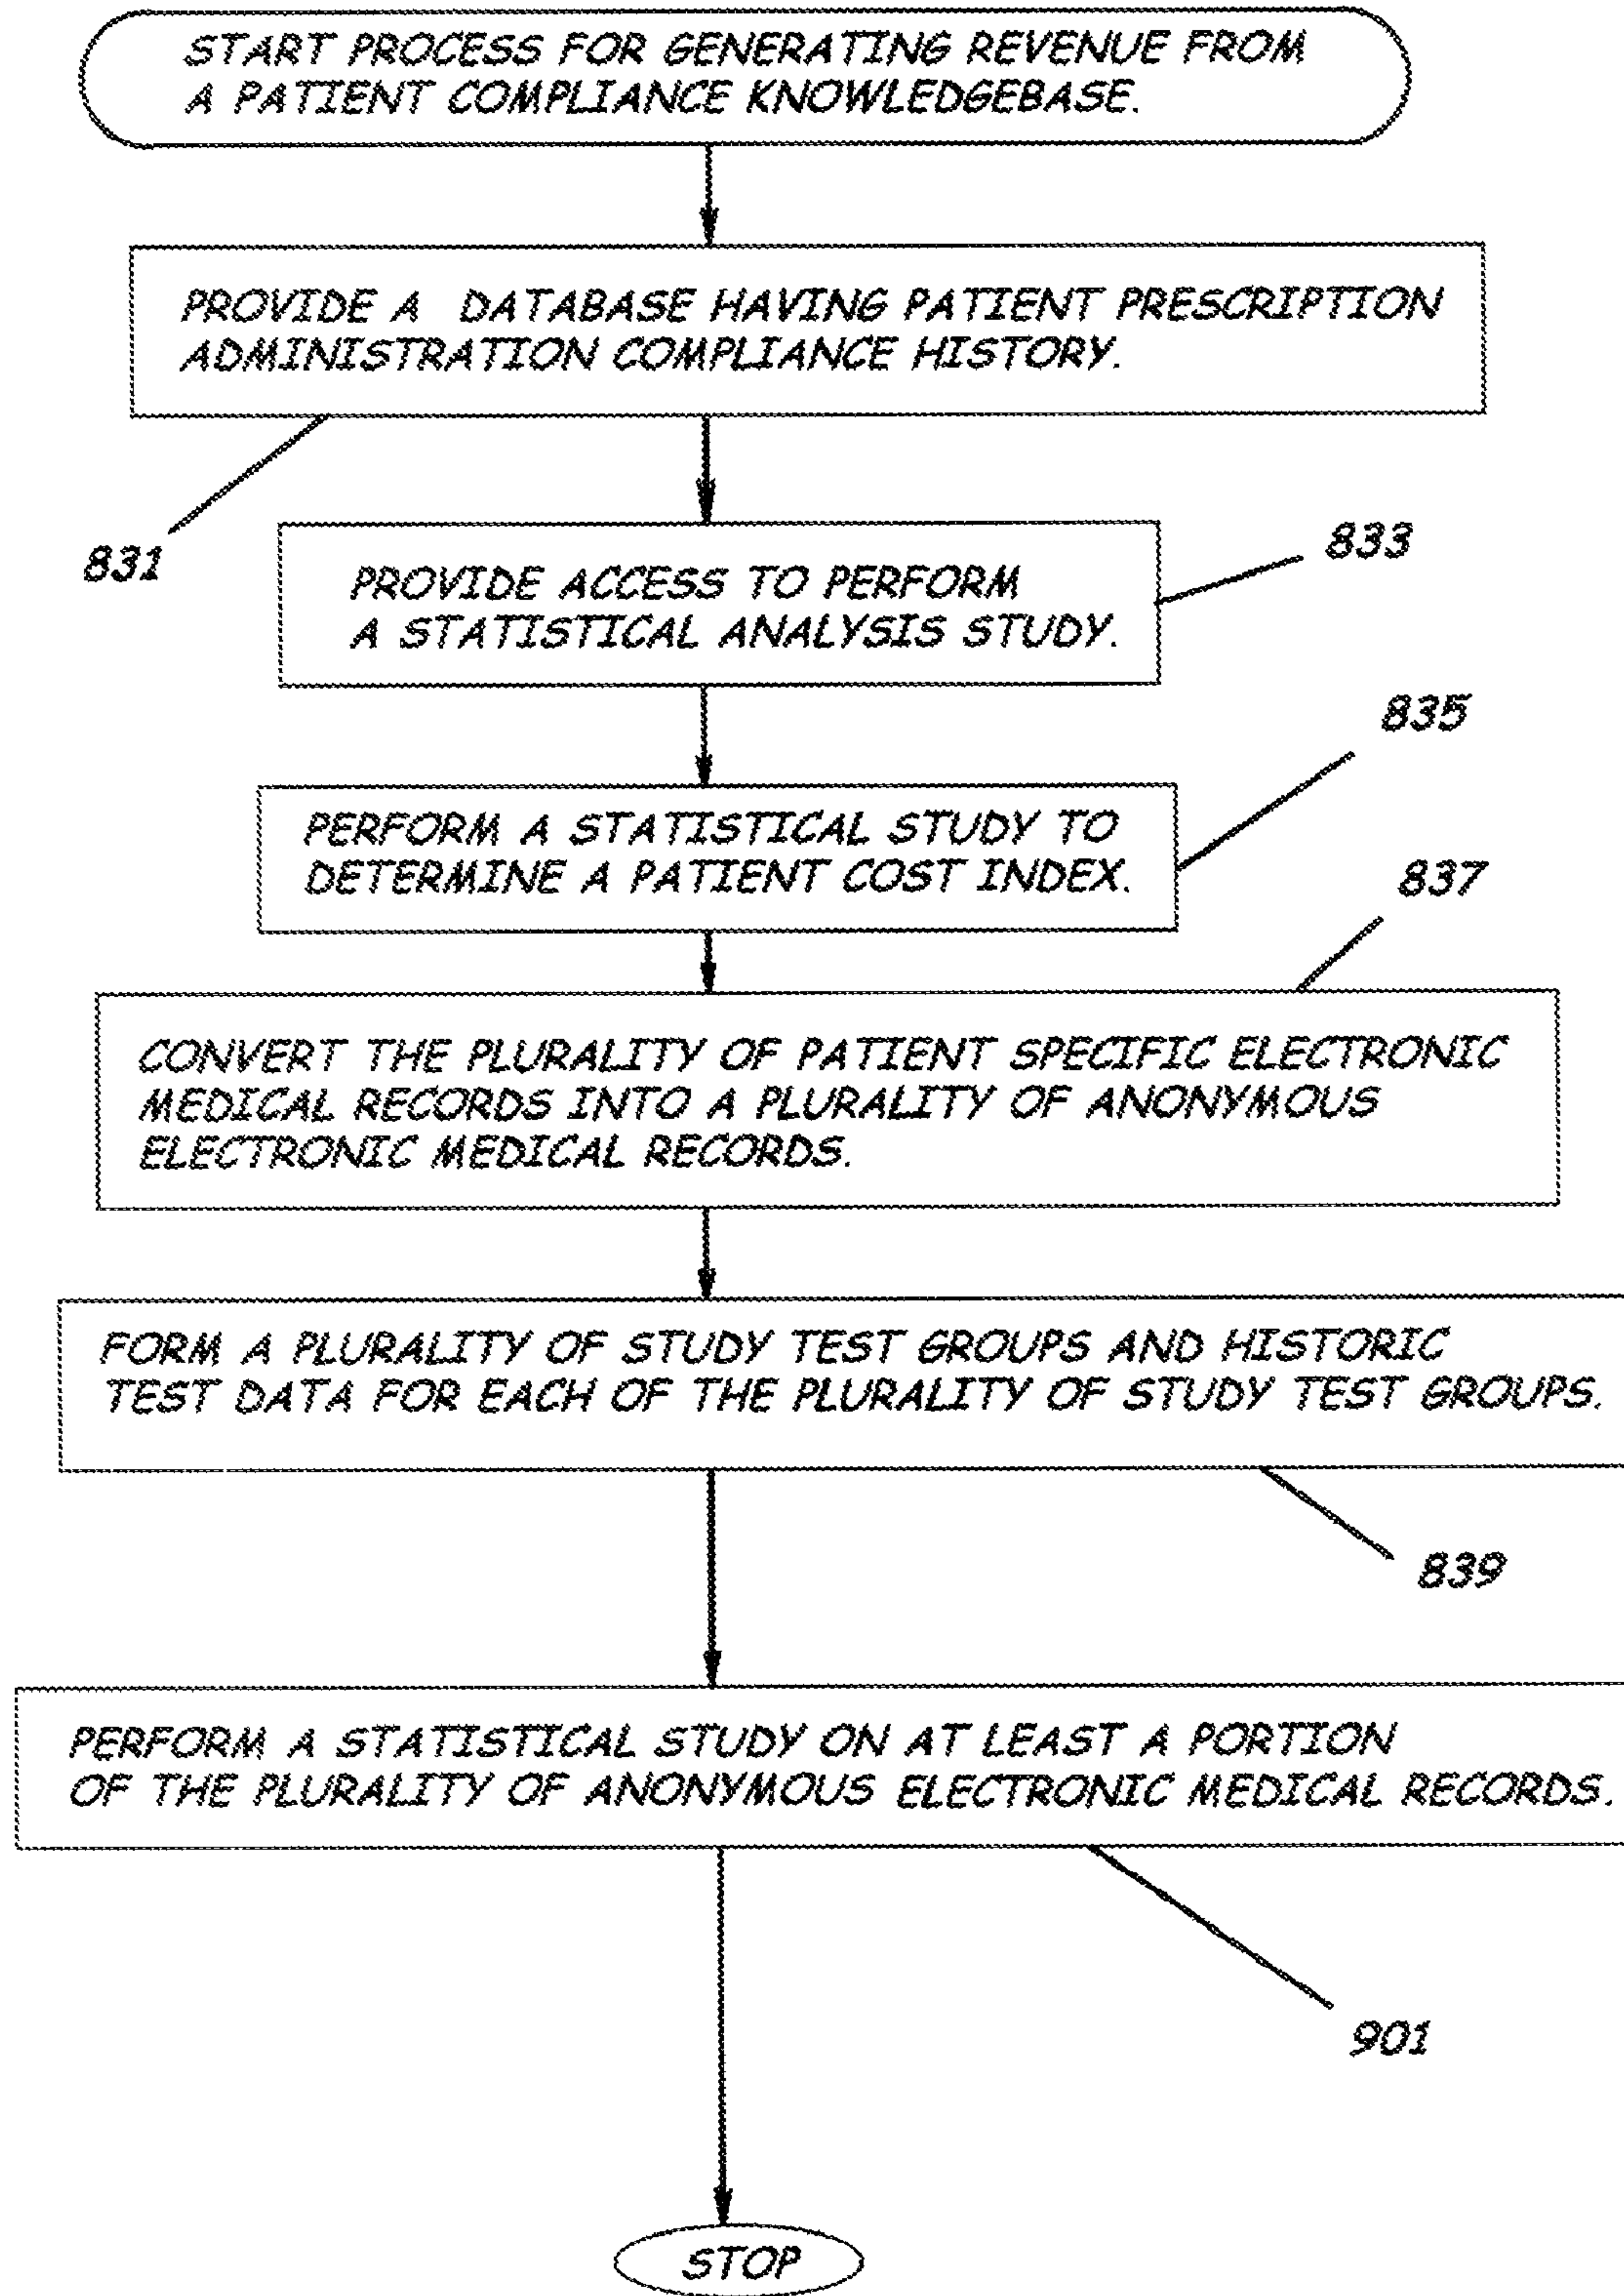 START PROCESS FOR GENERATING REVENUE FROM
A PATIENT COMPLIANCE KNOWLEDGEBASE.
PROVIDE A DATABASE HAVING PATIENT PRESCRIPTION
ADMINISTRATION COMPLIANCE HISTORY.
831
PROVIDE ACCESS TO PERFORM
A STATISTICAL ANALYSIS STUDY.
833
PERFORM A STATISTICAL STUDY TO
DETERMINE A PATIENT COST INDEX.
835
CONVERT THE PLURALITY OF PATIENT SPECIFIC ELECTRONIC
MEDICAL RECORDS INTO A PLURALITY OF ANONYMOUS
ELECTRONIC MEDICAL RECORDS.
837
FORM A PLURALITY OF STUDY TEST GROUPS AND HISTORIC
TEST DATA FOR EACH OF THE PLURALITY OF STUDY TEST GROUPS.
839
PERFORM A STATISTICAL STUDY ON AT LEAST A PORTION
OF THE PLURALITY OF ANONYMOUS ELECTRONIC MEDICAL RECORDS.
901
STOP